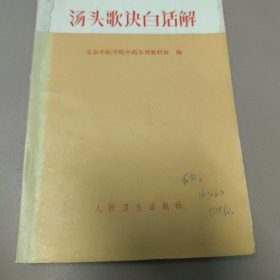 汤头歌诀白话解
北京中医学院中药方剂教研组 编
人民卫生出版社